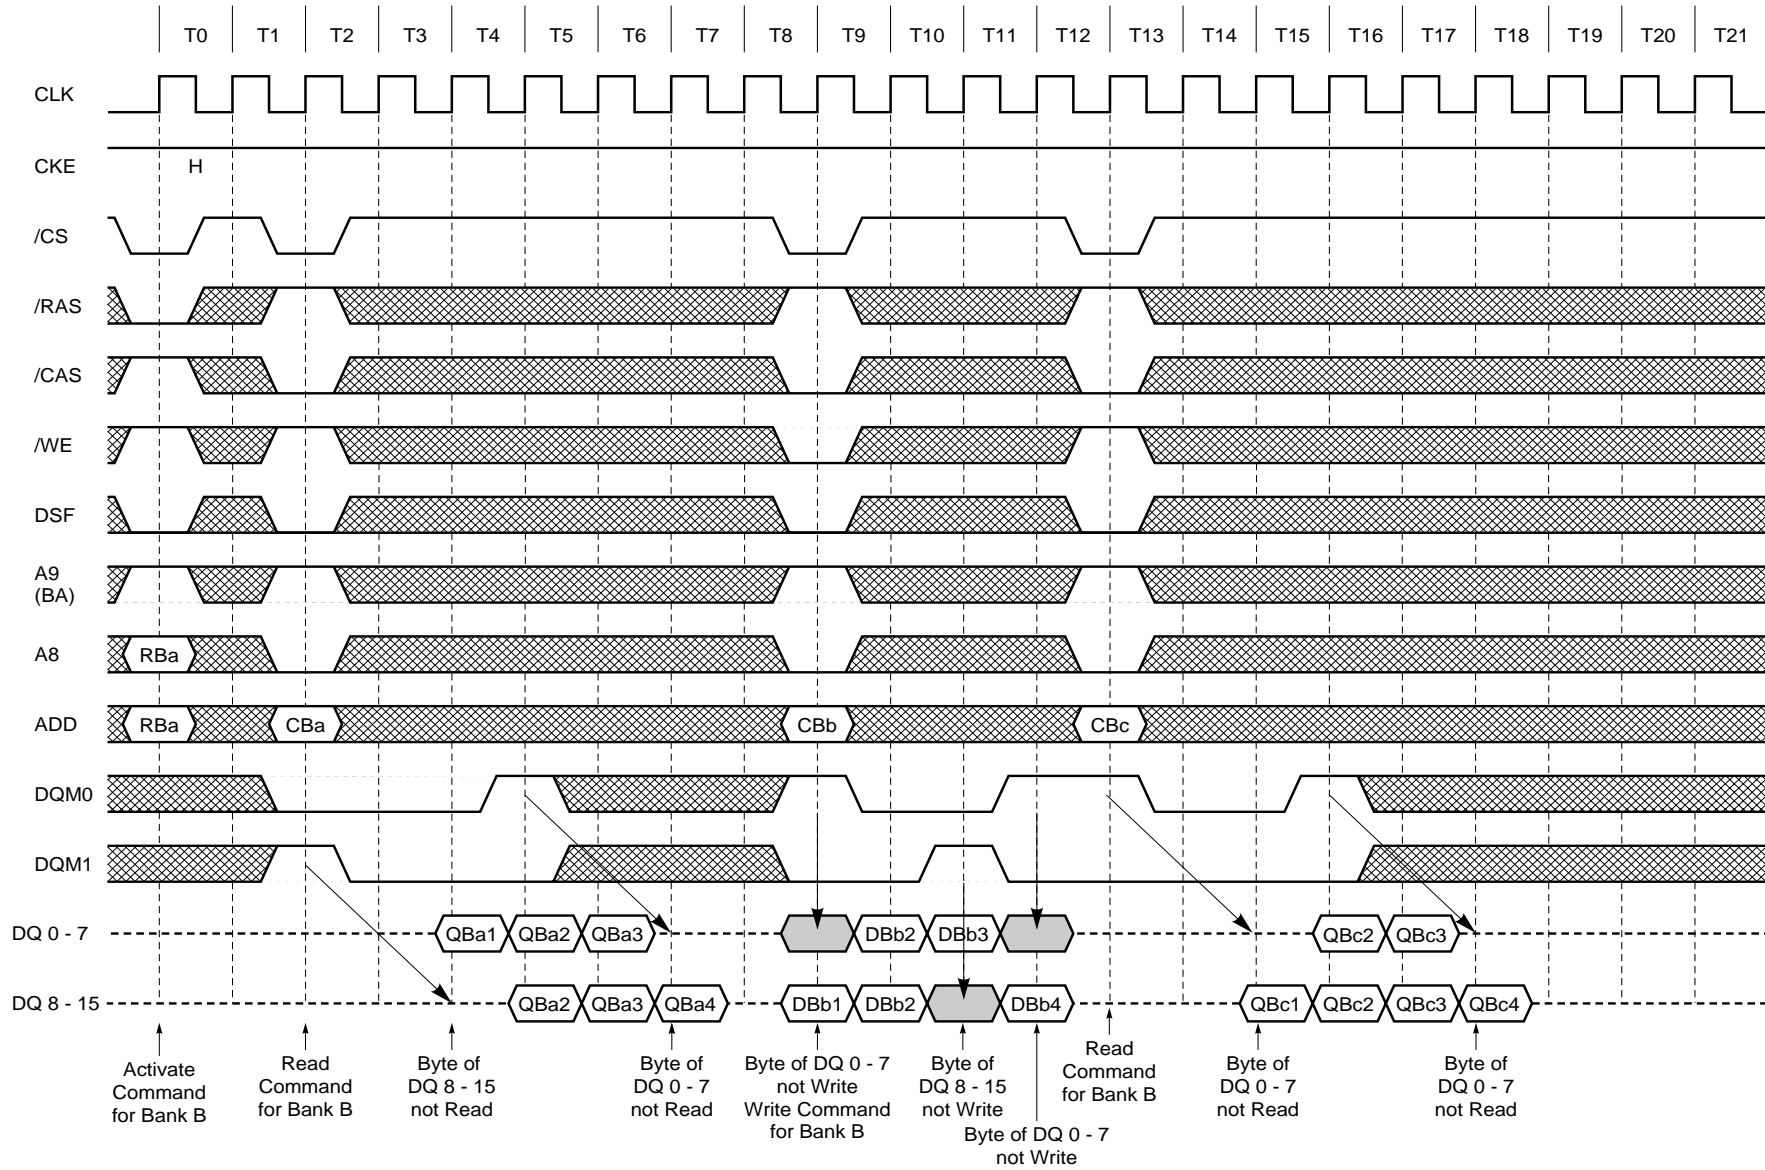 T0 T1 T2 T3 T4 T5 T6 T7 T8 T9 T10 T11 T12 T13 T14 T15 T16 T17 T18 T19 T20 T21
CLK
CKE H
/CS
/RAS
/CAS
/WE
DSF
A9
(BA)
A8 RBa
ADD RBa CBa CBb CBc
DQM0
DQM1
DQ 0 - 7 QBa1 QBa2 QBa3 DBb2 DBb3 QBc2 QBc3
DQ 8 - 15 QBa2 QBa3 QBa4 DBb1 DBb2 DBb4 QBc1 QBc2 QBc3 QBc4
Activate
Command
for Bank B
Read
Command
for Bank B
Byte of
DQ 8 - 15
not Read
Byte of
DQ 0 - 7
not Read
Byte of DQ 0 - 7
not Write
Write Command
for Bank B
Byte of
DQ 8 - 15
not Write
Byte of DQ 0 - 7
not Write
Read
Command
for Bank B
Byte of
DQ 0 - 7
not Read
Byte of
DQ 0 - 7
not Read